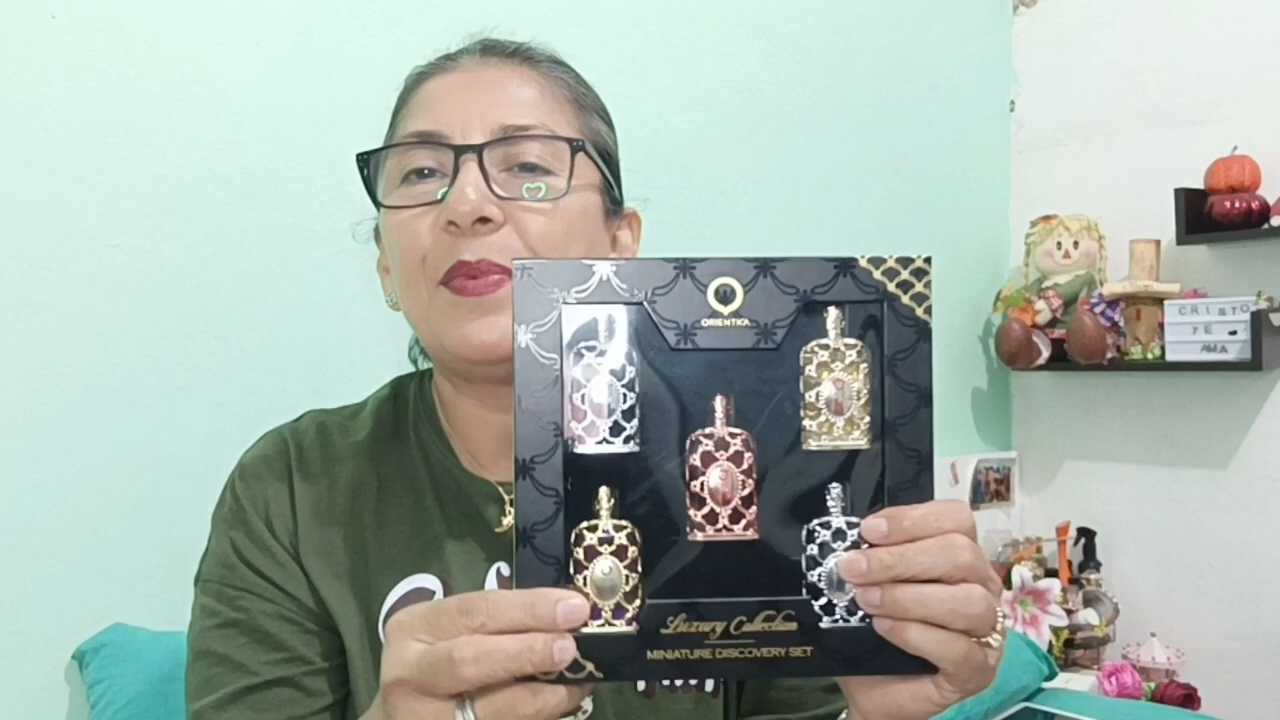 ORIENTICA
Luxury Collection
MINIATURE DISCOVERY SET
CRISTO
TE
AMA